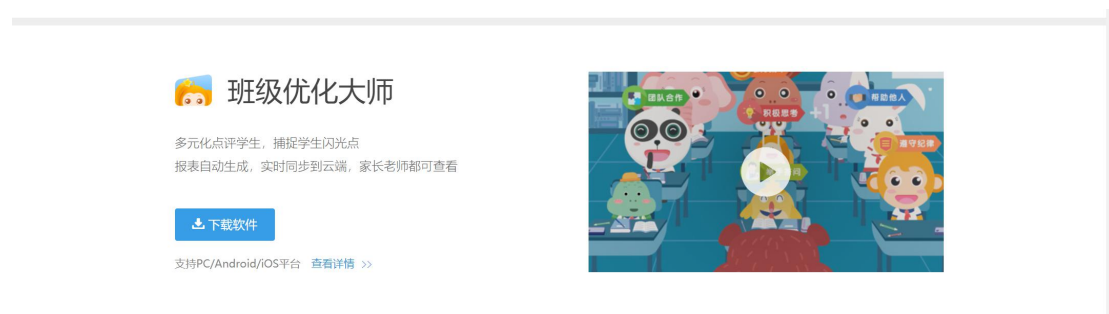 班级优化大师
多元化点评学生，捕捉学生闪光点
报表自动生成，实时同步到云端，家长老师都可查看
下载软件
支持PC/Android/iOS平台 查看详情 >>
团队合作
积极思考
+1
帮助他人
遵守纪律
问